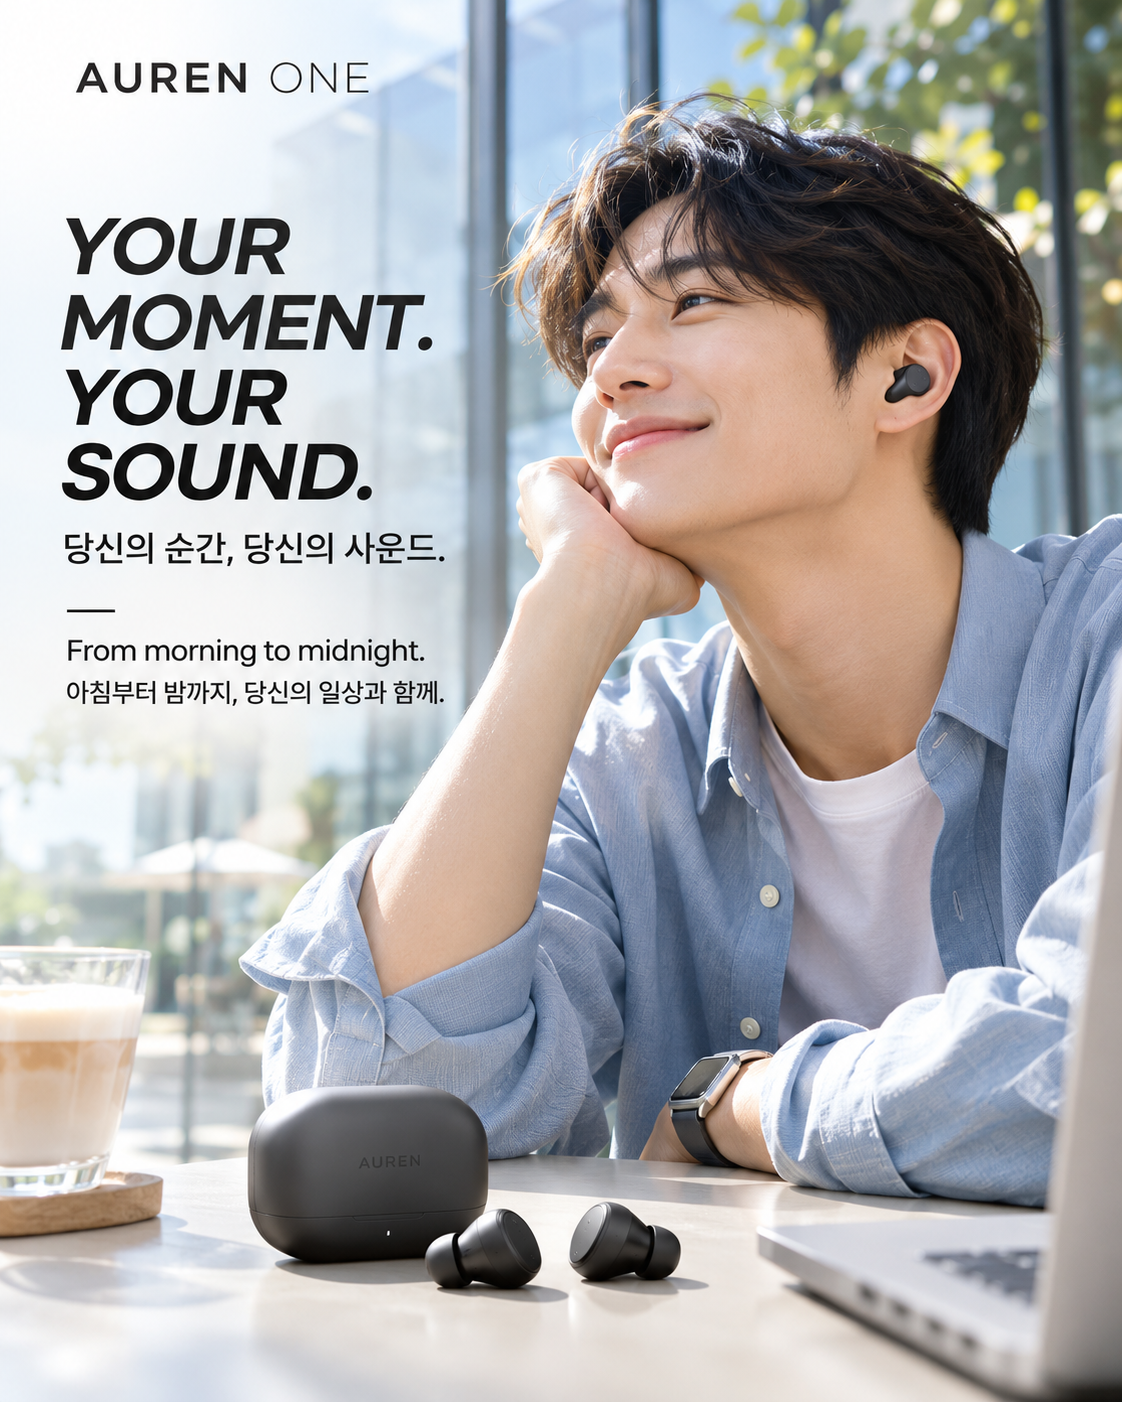 AUREN ONE
YOUR
MOMENT.
YOUR
SOUND.
당신의 순간, 당신의 사운드.
From morning to midnight.
아침부터 밤까지, 당신의 일상과 함께.
AUREN